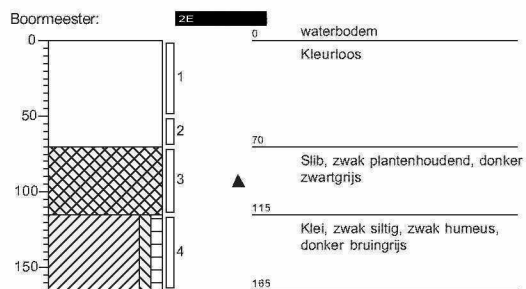 Boormeester:
2E
0
0
waterbodem
Kleurloos
1
50
2
70
Slib, zwak plantenhoudend, donker
zwartgrijs
3
100
115
Klei, zwak siltig, zwak humeus,
donker bruingrijs
4
150
165